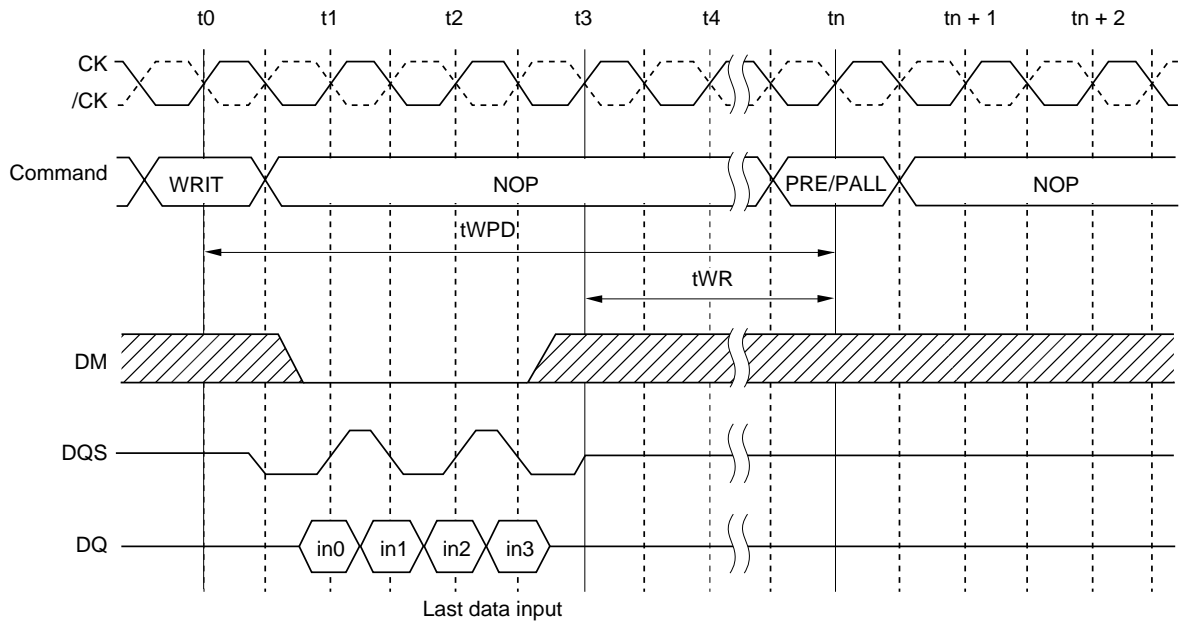 t0 t1 t2 t3 t4 tn tn + 1 tn + 2
CK
/CK
Command WRIT NOP PRE/PALL NOP
tWPD
tWR
DM
DQS
DQ in0 in1 in2 in3
Last data input